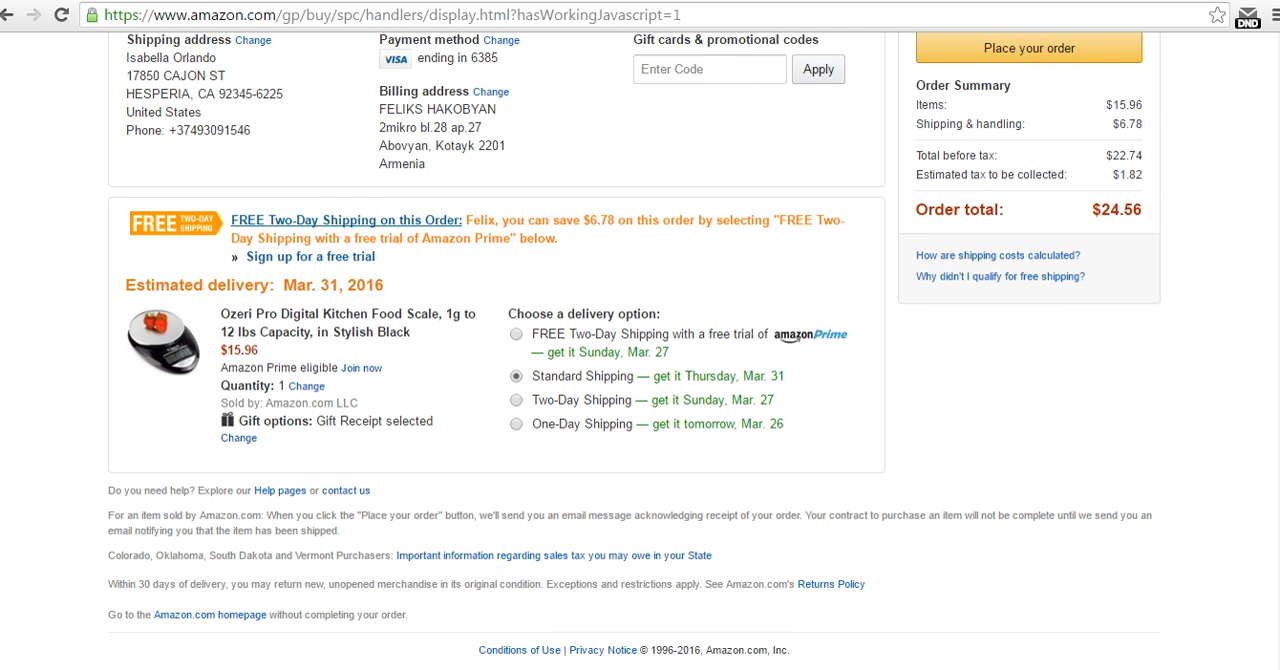 https://www.amazon.com/gp/buy/spc/handlers/display.html?hasWorkingJavascript=1
DND
Shipping address Change
Isabella Orlando
17850 CAJON ST
HESPERIA, CA 92345-6225
United States
Phone: +37493091546
Payment method Change
VISA ending in 6385
Billing address Change
FELIKS HAKOBYAN
2mikro bl.28 ap.27
Abovyan, Kotayk 2201
Armenia
Gift cards & promotional codes
Enter Code Apply
Place your order
Order Summary
Items: $15.96
Shipping & handling: $6.78
Total before tax: $22.74
Estimated tax to be collected: $1.82
Order total: $24.56
How are shipping costs calculated?
Why didn't I qualify for free shipping?
FREE TWO-DAY SHIPPING
FREE Two-Day Shipping on this Order: Felix, you can save $6.78 on this order by selecting "FREE Two-
Day Shipping with a free trial of Amazon Prime" below.
» Sign up for a free trial
Estimated delivery: Mar. 31, 2016
Ozeri Pro Digital Kitchen Food Scale, 1g to
12 lbs Capacity, in Stylish Black
$15.96
Amazon Prime eligible Join now
Quantity: 1 Change
Sold by: Amazon.com LLC
Gift options: Gift Receipt selected
Change
Choose a delivery option:
FREE Two-Day Shipping with a free trial of amazonPrime
— get it Sunday, Mar. 27
Standard Shipping — get it Thursday, Mar. 31
Two-Day Shipping — get it Sunday, Mar. 27
One-Day Shipping — get it tomorrow, Mar. 26
Do you need help? Explore our Help pages or contact us
For an item sold by Amazon.com: When you click the "Place your order" button, we'll send you an email message acknowledging receipt of your order. Your contract to purchase an item will not be complete until we send you an
email notifying you that the item has been shipped.
Colorado, Oklahoma, South Dakota and Vermont Purchasers: Important information regarding sales tax you may owe in your State
Within 30 days of delivery, you may return new, unopened merchandise in its original condition. Exceptions and restrictions apply. See Amazon.com's Returns Policy
Go to the Amazon.com homepage without completing your order.
Conditions of Use | Privacy Notice © 1996-2016, Amazon.com, Inc.